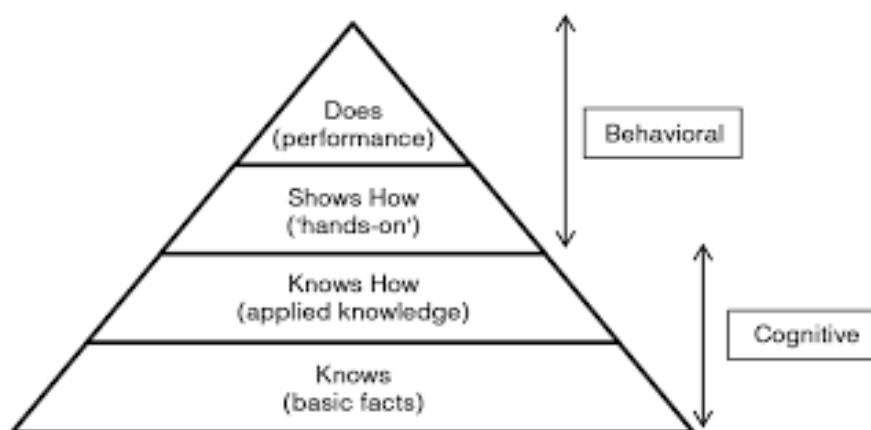 Does
(performance)
Behavioral
Shows How
('hands-on')
Knows How
(applied knowledge)
Cognitive
Knows
(basic facts)